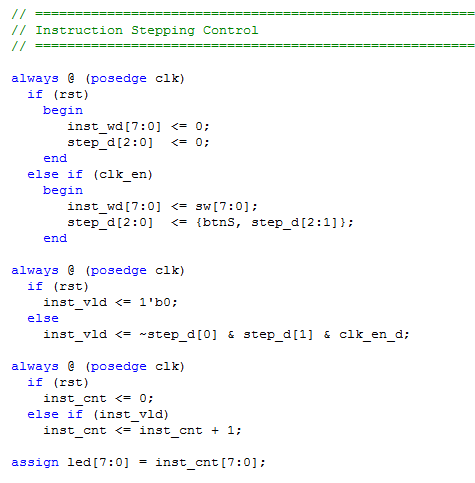 // =======================================================
// Instruction Stepping Control
// =======================================================
always @ (posedge clk)
if (rst)
begin
inst_wd[7:0] <= 0;
step_d[2:0] <= 0;
end
else if (clk_en)
begin
inst_wd[7:0] <= sw[7:0];
step_d[2:0] <= {btnS, step_d[2:1]};
end
always @ (posedge clk)
if (rst)
inst_vld <= 1'b0;
else
inst_vld <= ~step_d[0] & step_d[1] & clk_en_d;
always @ (posedge clk)
if (rst)
inst_cnt <= 0;
else if (inst_vld)
inst_cnt <= inst_cnt + 1;
assign led[7:0] = inst_cnt[7:0];